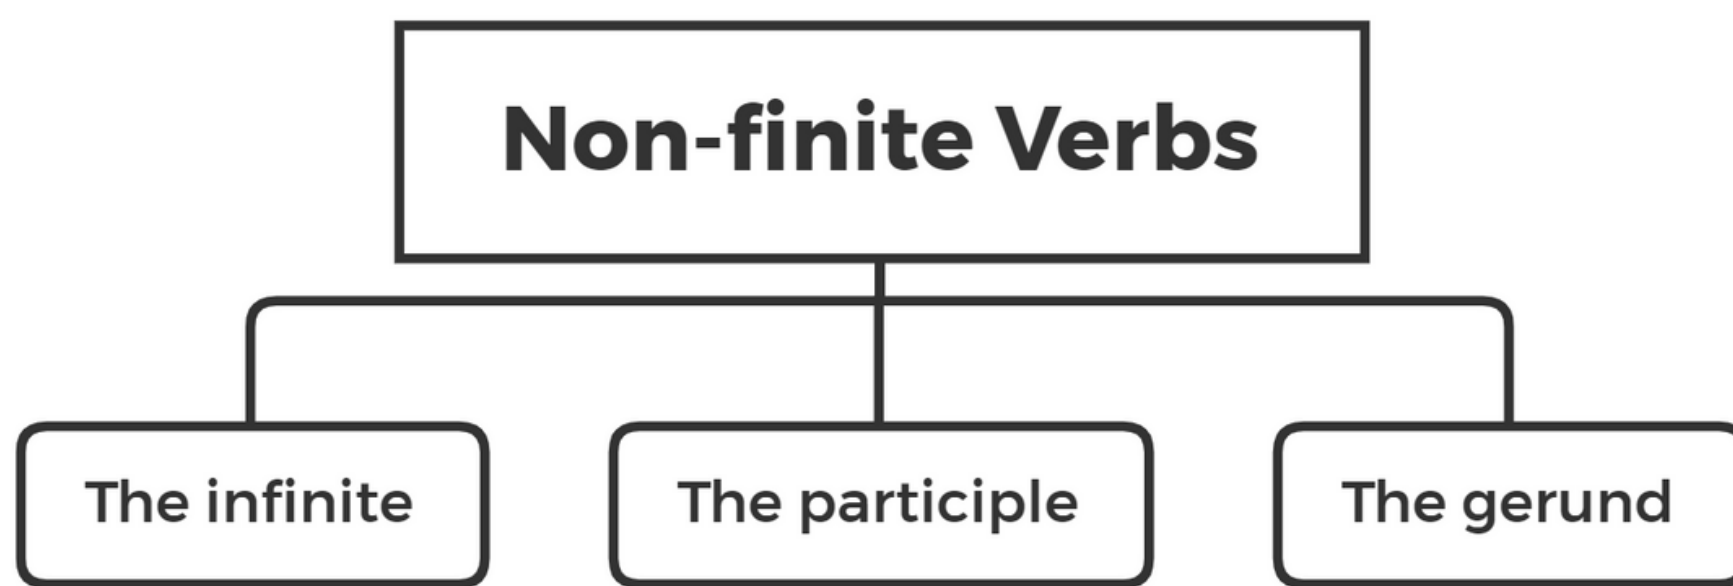 Non-finite Verbs
The infinite
The participle
The gerund